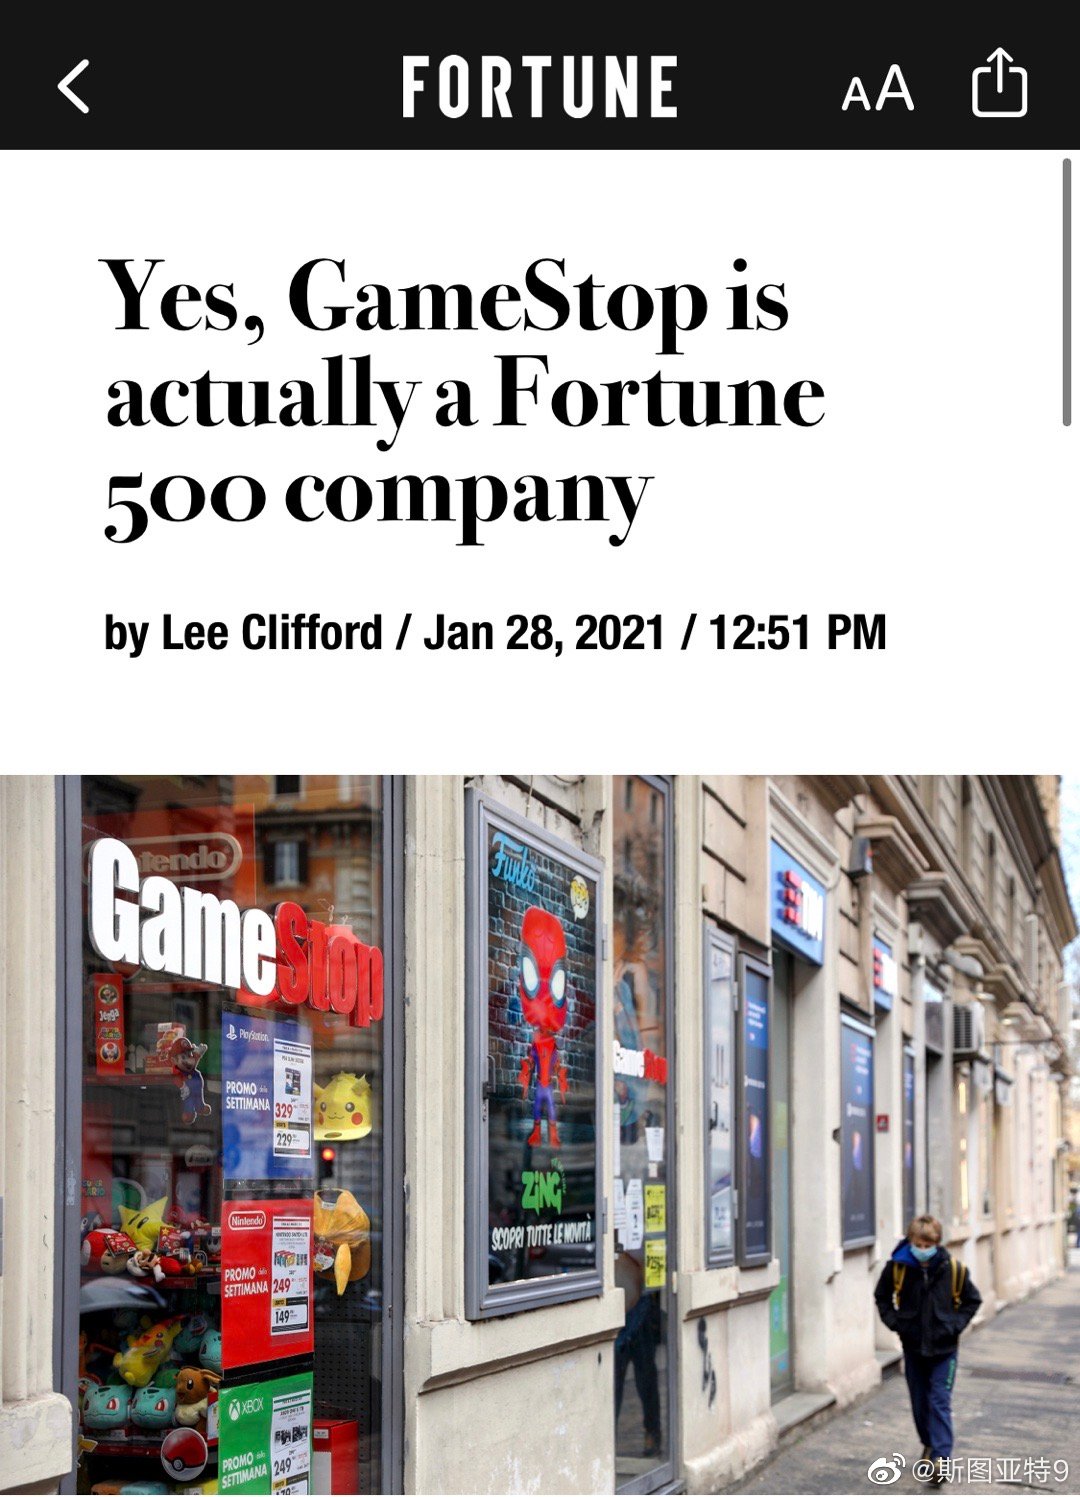 FORTUNE
AA
Yes, GameStop is
actually a Fortune
500 company
by Lee Clifford / Jan 28, 2021 / 12:51 PM
GameStop
PlayStation
PROMO della
SETTIMANA
329
229
Nintendo
PROMO della
SETTIMANA
249
149
XBOX
PROMO della
SETTIMANA
249
Funko
POP
ZiNG
SCOPRI TUTTE LE NOVITÀ
GameStop
TIM
@斯图亚特9